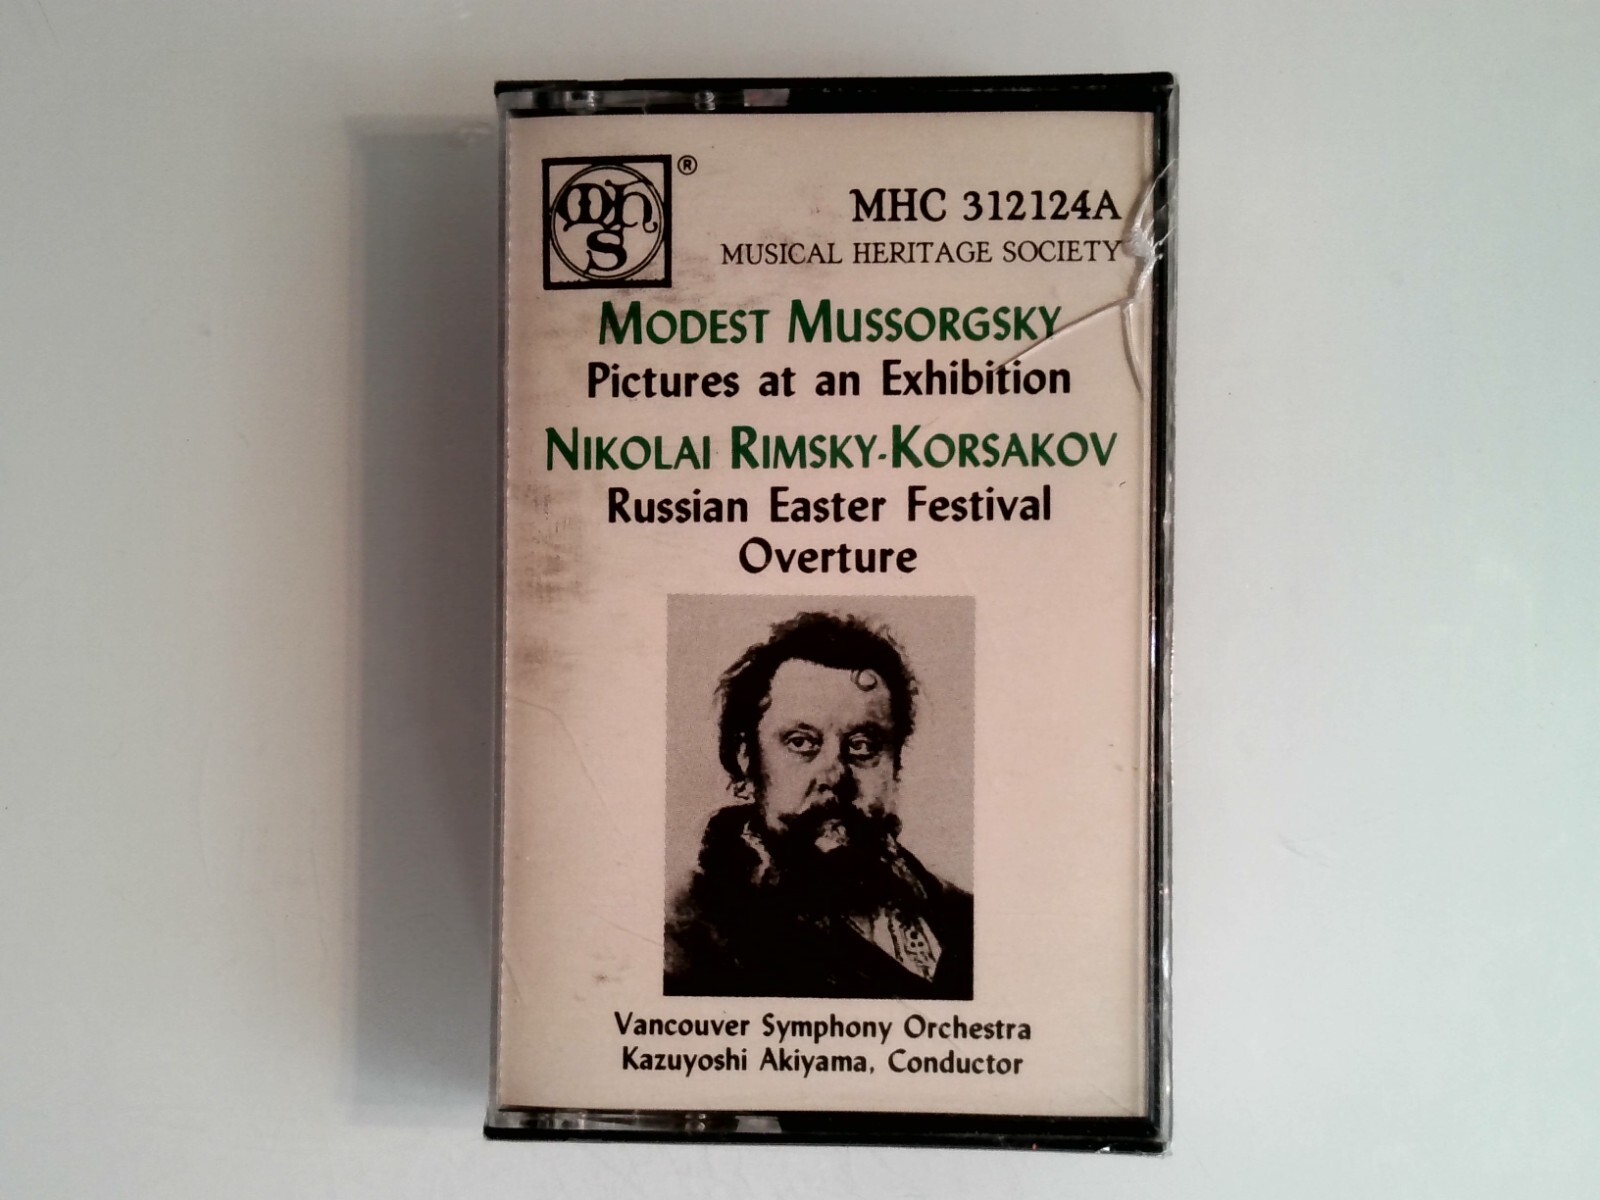 mhs ®
MHC 312124A
MUSICAL HERITAGE SOCIETY
MODEST MUSSORGSKY
Pictures at an Exhibition
NIKOLAI RIMSKY-KORSAKOV
Russian Easter Festival
Overture
Vancouver Symphony Orchestra
Kazuyoshi Akiyama, Conductor